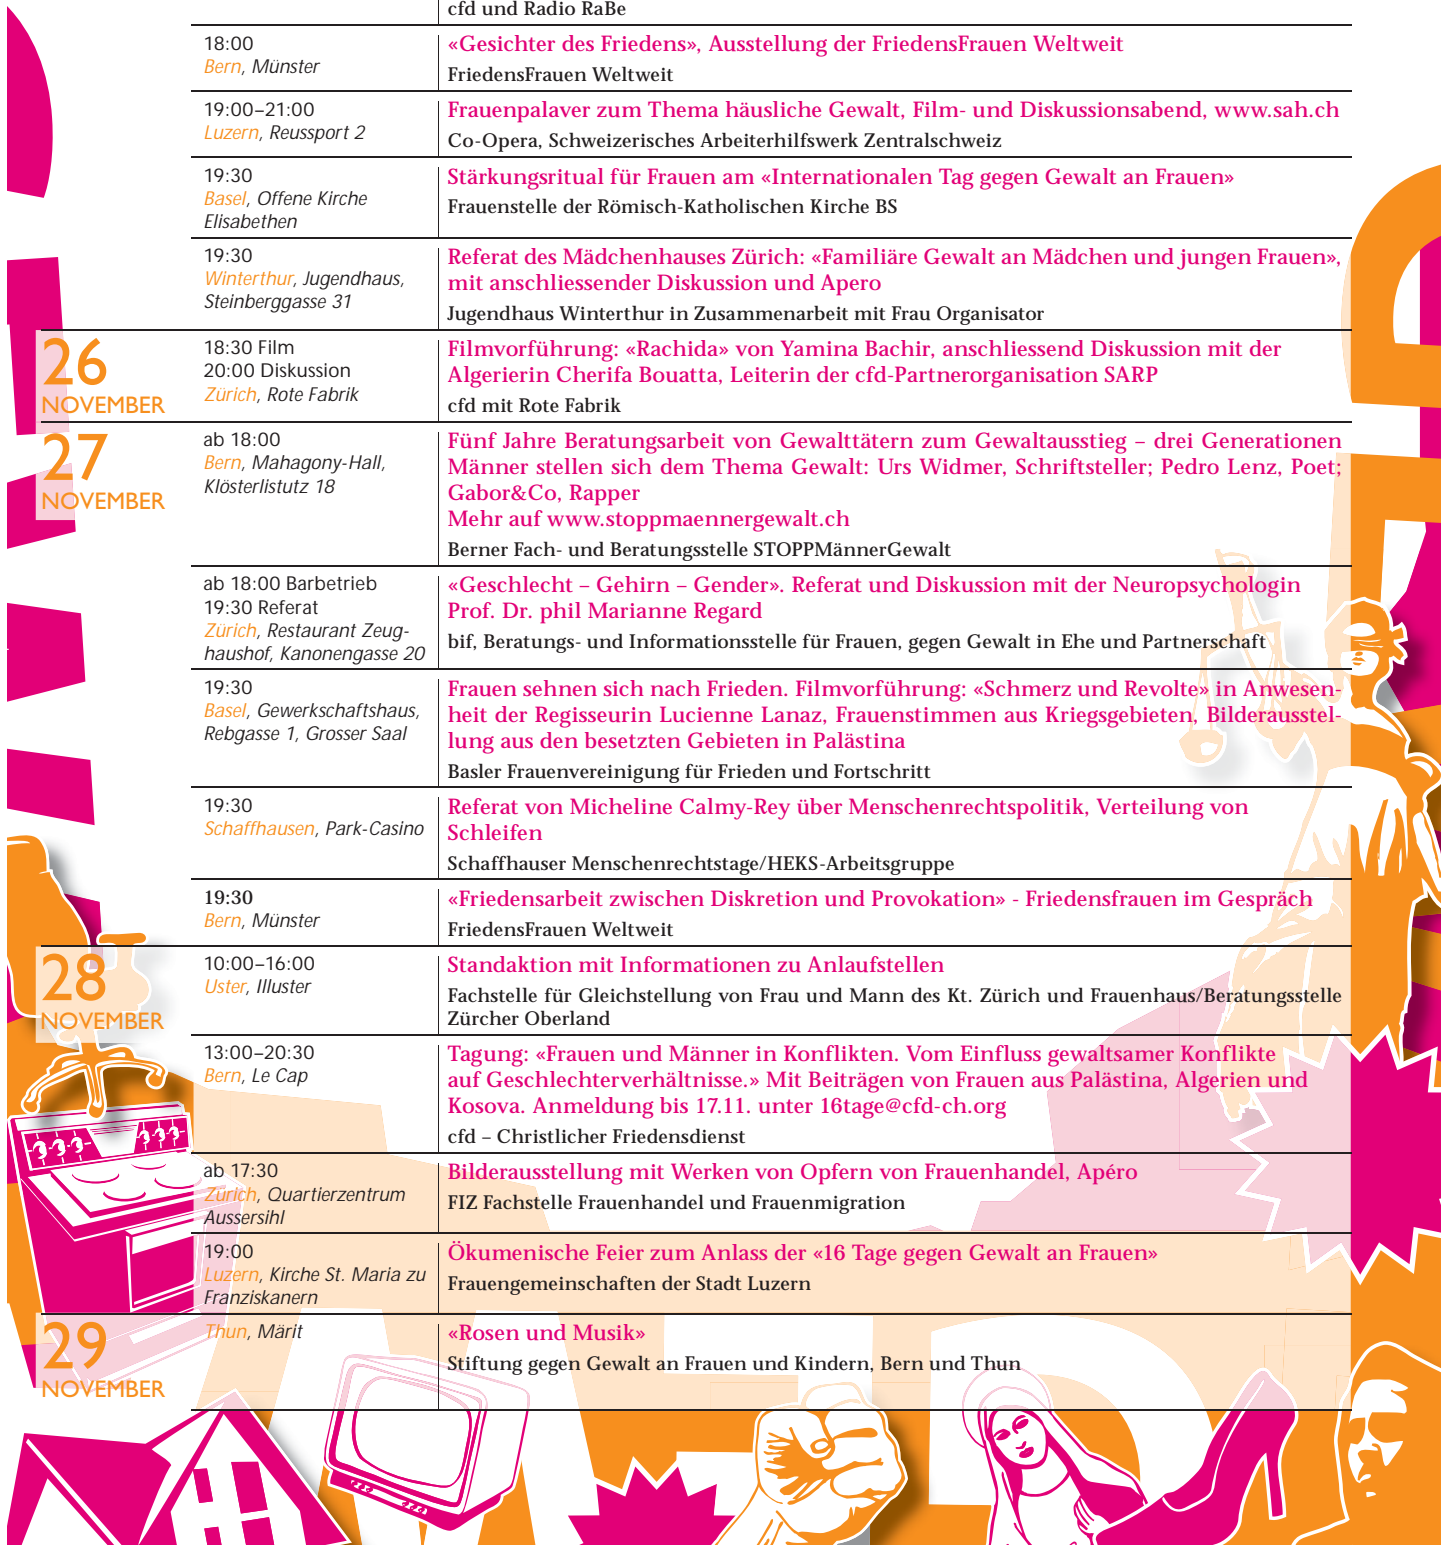 cfd und Radio RaBe
18:00
Bern, Münster
«Gesichter des Friedens», Ausstellung der FriedensFrauen Weltweit
FriedensFrauen Weltweit
19:00–21:00
Luzern, Reussport 2
Frauenpalaver zum Thema häusliche Gewalt, Film- und Diskussionsabend, www.sah.ch
Co-Opera, Schweizerisches Arbeiterhilfswerk Zentralschweiz
19:30
Basel, Offene Kirche
Elisabethen
Stärkungsritual für Frauen am «Internationalen Tag gegen Gewalt an Frauen»
Frauenstelle der Römisch-Katholischen Kirche BS
19:30
Winterthur, Jugendhaus,
Steinberggasse 31
Referat des Mädchenhauses Zürich: «Familiäre Gewalt an Mädchen und jungen Frauen»,
mit anschliessender Diskussion und Apero
Jugendhaus Winterthur in Zusammenarbeit mit Frau Organisator
26
NOVEMBER
18:30 Film
20:00 Diskussion
Zürich, Rote Fabrik
Filmvorführung: «Rachida» von Yamina Bachir, anschliessend Diskussion mit der
Algerierin Cherifa Bouatta, Leiterin der cfd-Partnerorganisation SARP
cfd mit Rote Fabrik
27
NOVEMBER
ab 18:00
Bern, Mahagony-Hall,
Klösterlistutz 18
Fünf Jahre Beratungsarbeit von Gewalttätern zum Gewaltausstieg – drei Generationen
Männer stellen sich dem Thema Gewalt: Urs Widmer, Schriftsteller; Pedro Lenz, Poet;
Gabor&Co, Rapper
Mehr auf www.stoppmaennergewalt.ch
Berner Fach- und Beratungsstelle STOPPMännerGewalt
ab 18:00 Barbetrieb
19:30 Referat
Zürich, Restaurant Zeug-
haushof, Kanonengasse 20
«Geschlecht – Gehirn – Gender». Referat und Diskussion mit der Neuropsychologin
Prof. Dr. phil Marianne Regard
bif, Beratungs- und Informationsstelle für Frauen, gegen Gewalt in Ehe und Partnerschaft
19:30
Basel, Gewerkschaftshaus,
Rebgasse 1, Grosser Saal
Frauen sehnen sich nach Frieden. Filmvorführung: «Schmerz und Revolte» in Anwesen-
heit der Regisseurin Lucienne Lanaz, Frauenstimmen aus Kriegsgebieten, Bilderausstel-
lung aus den besetzten Gebieten in Palästina
Basler Frauenvereinigung für Frieden und Fortschritt
19:30
Schaffhausen, Park-Casino
Referat von Micheline Calmy-Rey über Menschenrechtspolitik, Verteilung von
Schleifen
Schaffhauser Menschenrechtstage/HEKS-Arbeitsgruppe
19:30
Bern, Münster
«Friedensarbeit zwischen Diskretion und Provokation» - Friedensfrauen im Gespräch
FriedensFrauen Weltweit
28
NOVEMBER
10:00–16:00
Uster, Illuster
Standaktion mit Informationen zu Anlaufstellen
Fachstelle für Gleichstellung von Frau und Mann des Kt. Zürich und Frauenhaus/Beratungsstelle
Zürcher Oberland
13:00–20:30
Bern, Le Cap
Tagung: «Frauen und Männer in Konflikten. Vom Einfluss gewaltsamer Konflikte
auf Geschlechterverhältnisse.» Mit Beiträgen von Frauen aus Palästina, Algerien und
Kosova. Anmeldung bis 17.11. unter 16tage@cfd-ch.org
cfd – Christlicher Friedensdienst
ab 17:30
Zürich, Quartierzentrum
Aussersihl
Bilderausstellung mit Werken von Opfern von Frauenhandel, Apéro
FIZ Fachstelle Frauenhandel und Frauenmigration
19:00
Luzern, Kirche St. Maria zu
Franziskanern
Ökumenische Feier zum Anlass der «16 Tage gegen Gewalt an Frauen»
Frauengemeinschaften der Stadt Luzern
29
NOVEMBER
Thun, Märit
«Rosen und Musik»
Stiftung gegen Gewalt an Frauen und Kindern, Bern und Thun